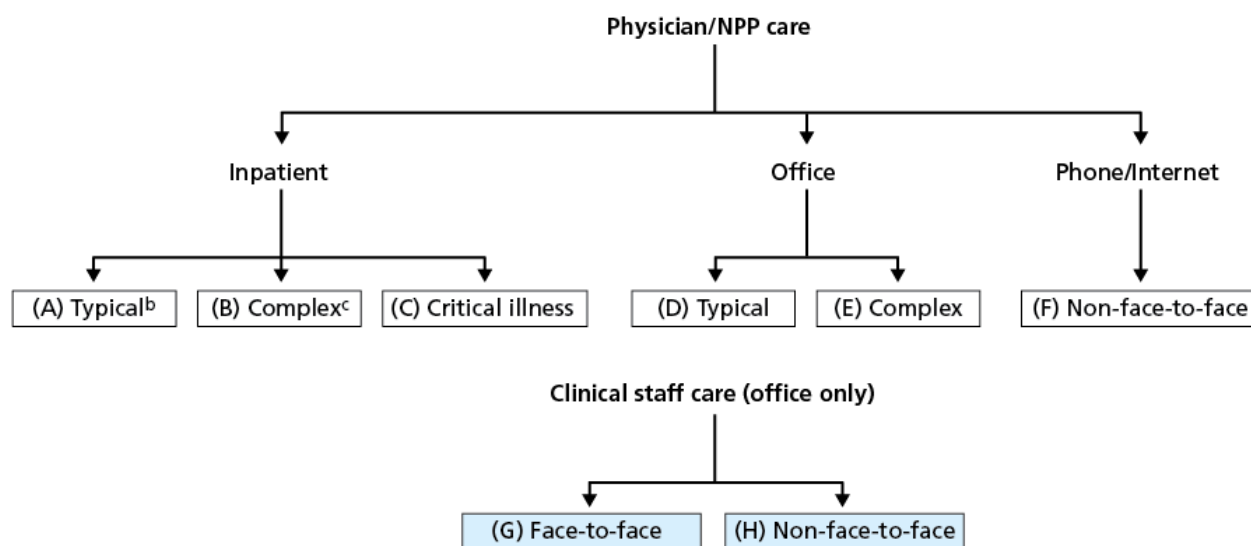 Physician/NPP care
Inpatient Office Phone/Internet
(A) Typicalᵇ (B) Complexᶜ (C) Critical illness (D) Typical (E) Complex (F) Non-face-to-face
Clinical staff care (office only)
(G) Face-to-face (H) Non-face-to-face